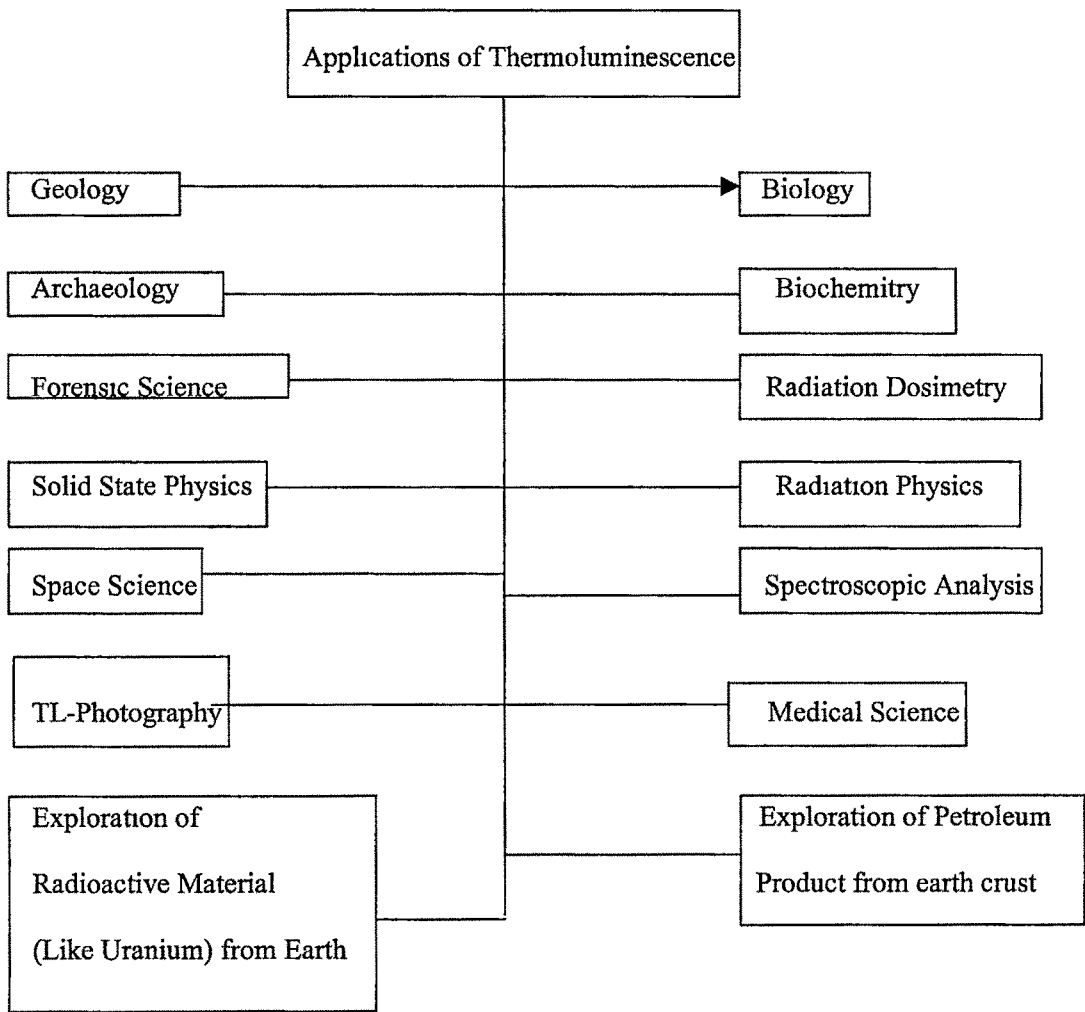 Applications of Thermoluminescence
Geology
Biology
Archaeology
Biochemitry
Forensic Science
Radiation Dosimetry
Solid State Physics
Radiation Physics
Space Science
Spectroscopic Analysis
TL-Photography
Medical Science
Exploration of
Radioactive Material
(Like Uranium) from Earth
Exploration of Petroleum
Product from earth crust